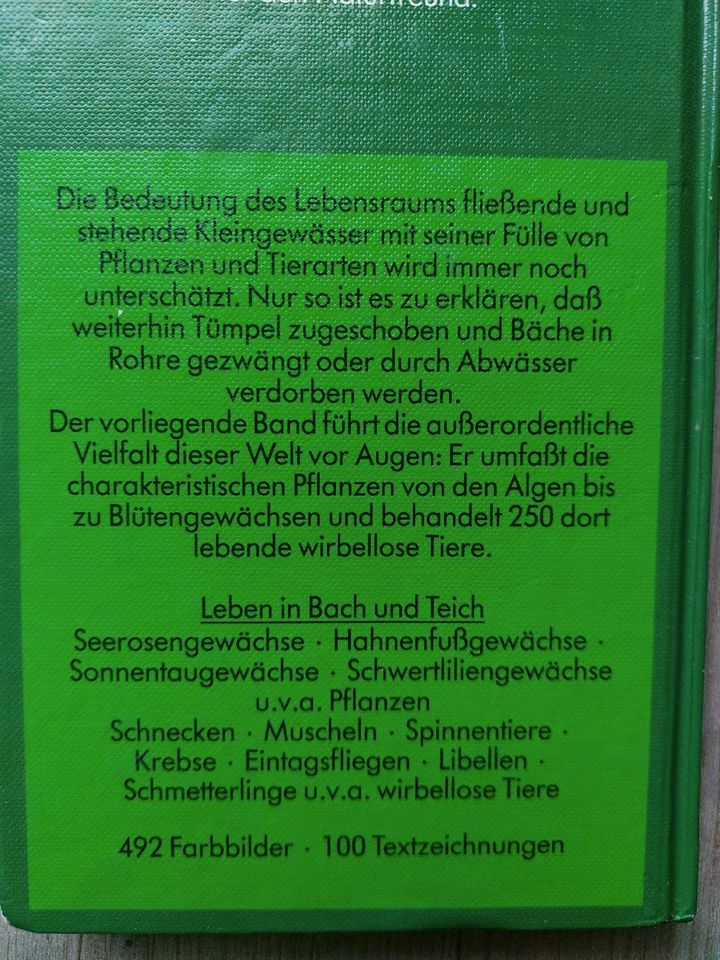 Naturfreund.
Die Bedeutung des Lebensraums fließende und
stehende Kleingewässer mit seiner Fülle von
Pflanzen und Tierarten wird immer noch
unterschätzt. Nur so ist es zu erklären, daß
weiterhin Tümpel zugeschoben und Bäche in
Rohre gezwängt oder durch Abwässer
verdorben werden.
Der vorliegende Band führt die außerordentliche
Vielfalt dieser Welt vor Augen: Er umfaßt die
charakteristischen Pflanzen von den Algen bis
zu Blütengewächsen und behandelt 250 dort
lebende wirbellose Tiere.
Leben in Bach und Teich
Seerosengewächse · Hahnenfußgewächse ·
Sonnentaugewächse · Schwertliliengewächse
u.v.a. Pflanzen
Schnecken · Muscheln · Spinnentiere ·
Krebse · Eintagsfliegen · Libellen ·
Schmetterlinge u.v.a. wirbellose Tiere
492 Farbbilder · 100 Textzeichnungen